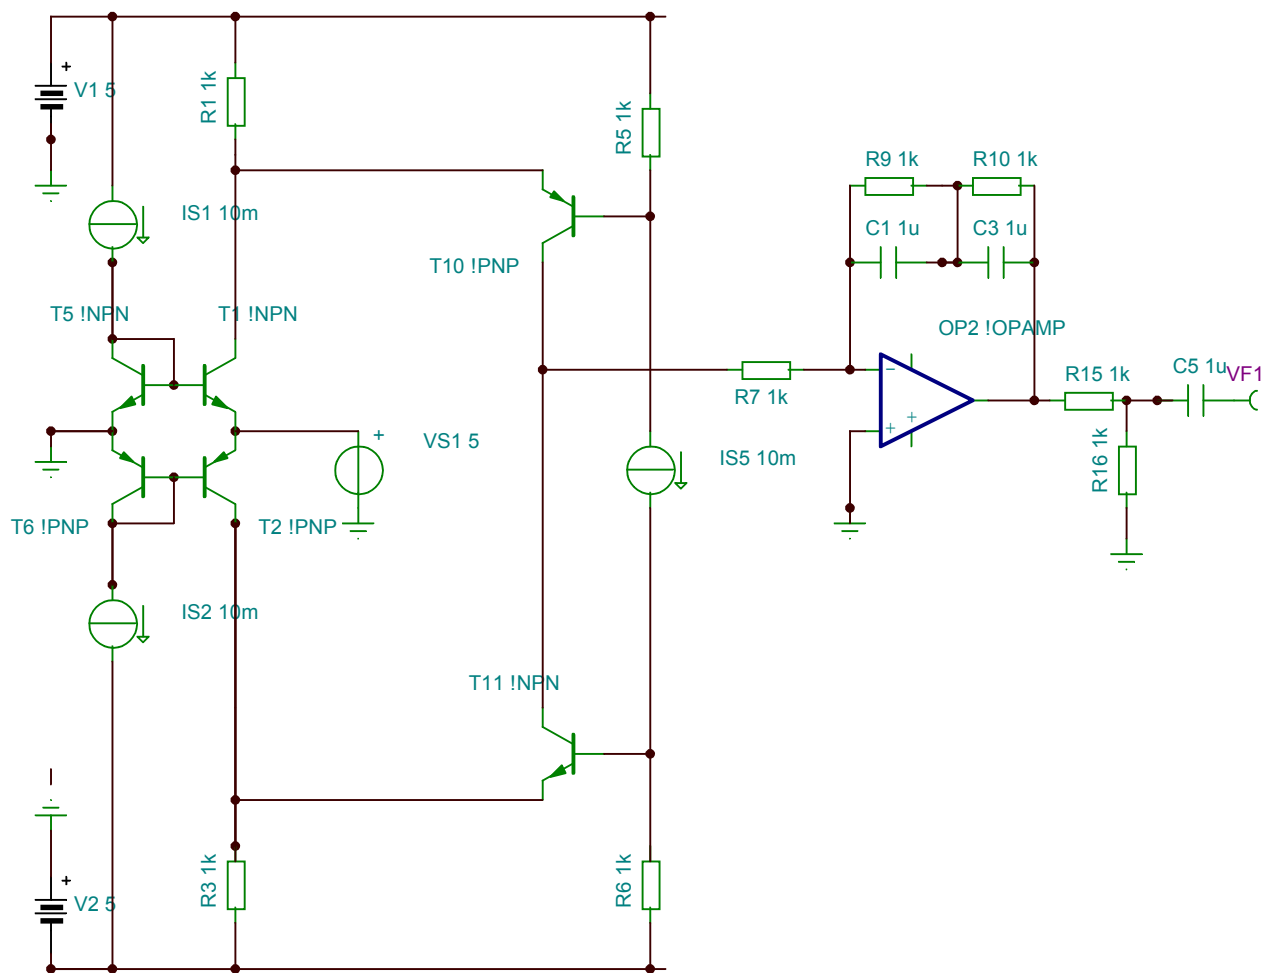 V1 5
R1 1k
R5 1k
R9 1k
R10 1k
IS1 10m
C1 1u
C3 1u
T10 !PNP
T5 !NPN
T1 !NPN
OP2 !OPAMP
R15 1k
C5 1u
VF1
R7 1k
VS1 5
IS5 10m
R16 1k
T6 !PNP
T2 !PNP
IS2 10m
T11 !NPN
V2 5
R3 1k
R6 1k